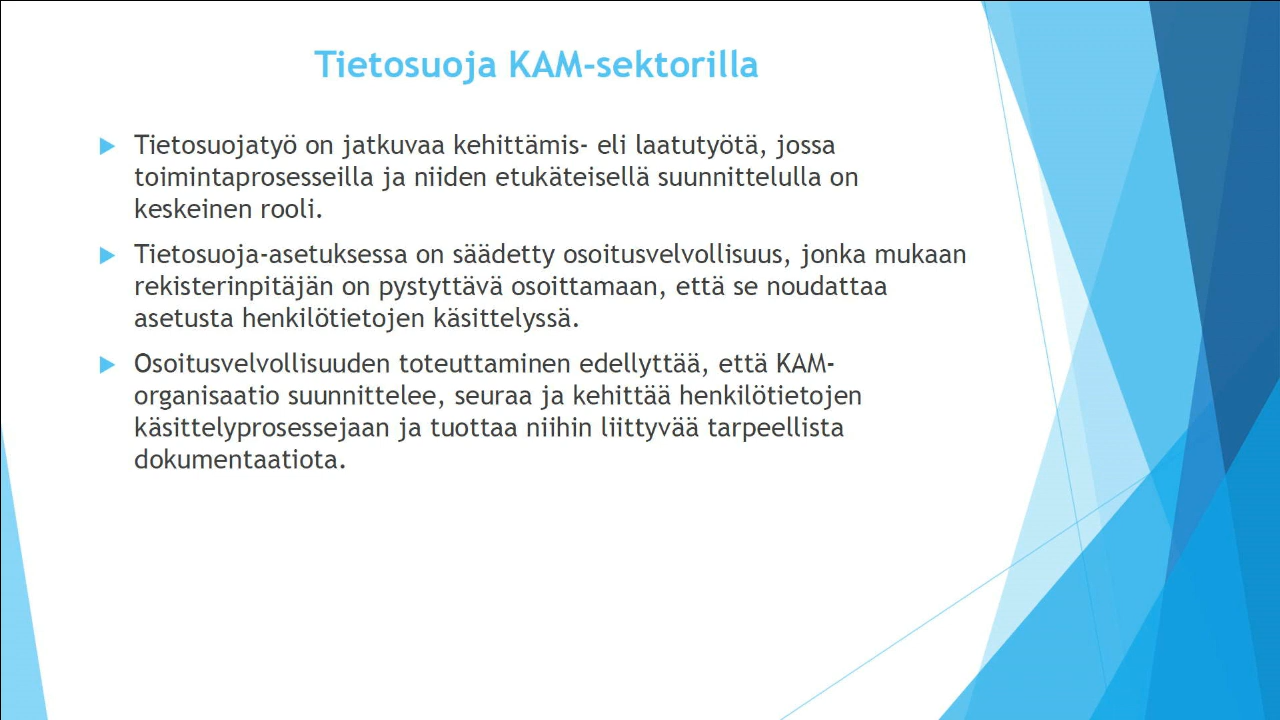 Tietosuoja KAM-sektorilla
Tietosuojatyö on jatkuvaa kehittämis- eli laatutyötä, jossa
toimintaprosesseilla ja niiden etukäteisellä suunnittelulla on
keskeinen rooli.
Tietosuoja-asetuksessa on säädetty osoitusvelvollisuus, jonka mukaan
rekisterinpitäjän on pystyttävä osoittamaan, että se noudattaa
asetusta henkilötietojen käsittelyssä.
Osoitusvelvollisuuden toteuttaminen edellyttää, että KAM-
organisaatio suunnittelee, seuraa ja kehittää henkilötietojen
käsittelyprosessejaan ja tuottaa niihin liittyvää tarpeellista
dokumentaatiota.